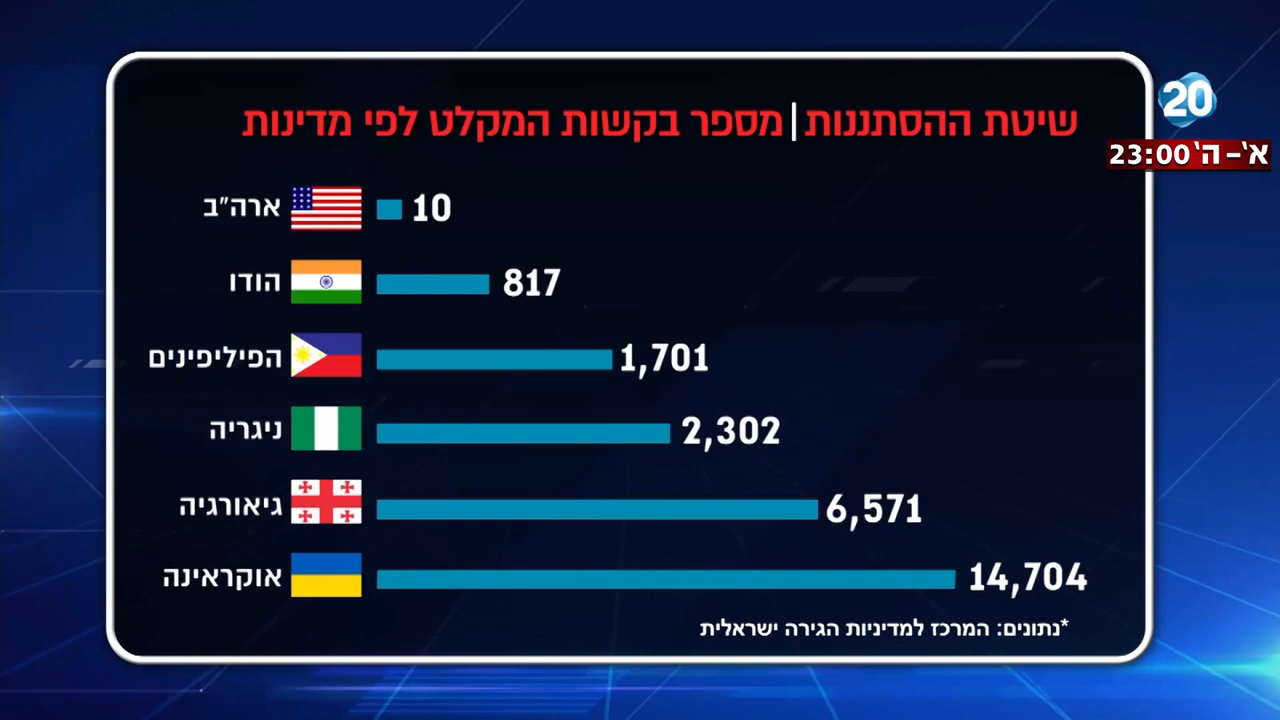 שיטת ההסתננות | מספר בקשות המקלט לפי מדינות
20
א'-ה' 23:00
ארה"ב 10
הודו 817
הפיליפינים 1,701
ניגריה 2,302
גיאורגיה 6,571
אוקראינה 14,704
*נתונים: המרכז למדיניות הגירה ישראלית